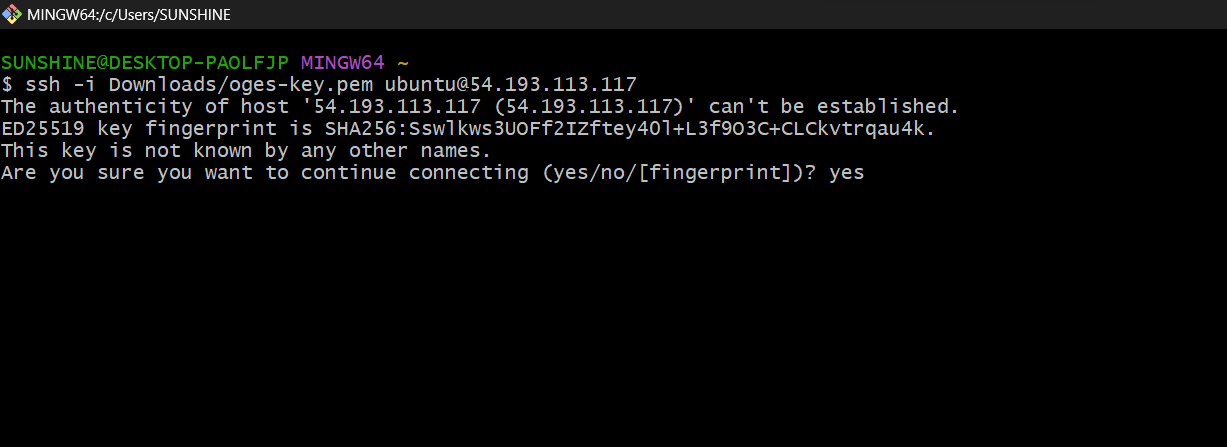 MINGW64:/c/Users/SUNSHINE
SUNSHINE@DESKTOP-PAOLFJP MINGW64 ~
$ ssh -i Downloads/oges-key.pem ubuntu@54.193.113.117
The authenticity of host '54.193.113.117 (54.193.113.117)' can't be established.
ED25519 key fingerprint is SHA256:Sswlkws3UOFf2IZftey4Ol+L3f9O3C+CLCkvtrqau4k.
This key is not known by any other names.
Are you sure you want to continue connecting (yes/no/[fingerprint])? yes